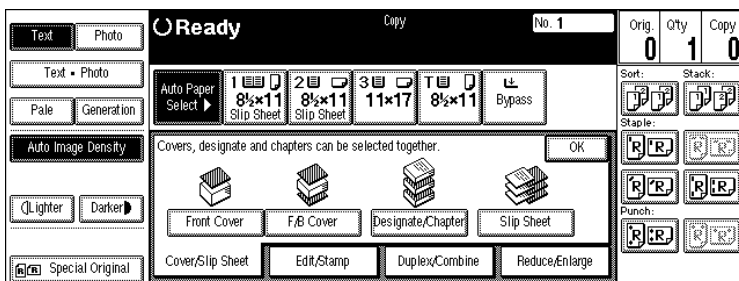 Text Photo
Text • Photo
Pale Generation
Auto Image Density
Lighter Darker
Special Original
Ready
Copy
No. 1
Auto Paper
Select
1
8½×11
Slip Sheet
2
8½×11
Slip Sheet
3
11×17
T
8½×11
Bypass
Covers, designate and chapters can be selected together.
OK
Front Cover F/B Cover Designate/Chapter Slip Sheet
Cover/Slip Sheet Edit/Stamp Duplex/Combine Reduce/Enlarge
Orig. Q'ty Copy
0 1 0
Sort: Stack:
Staple:
Punch: